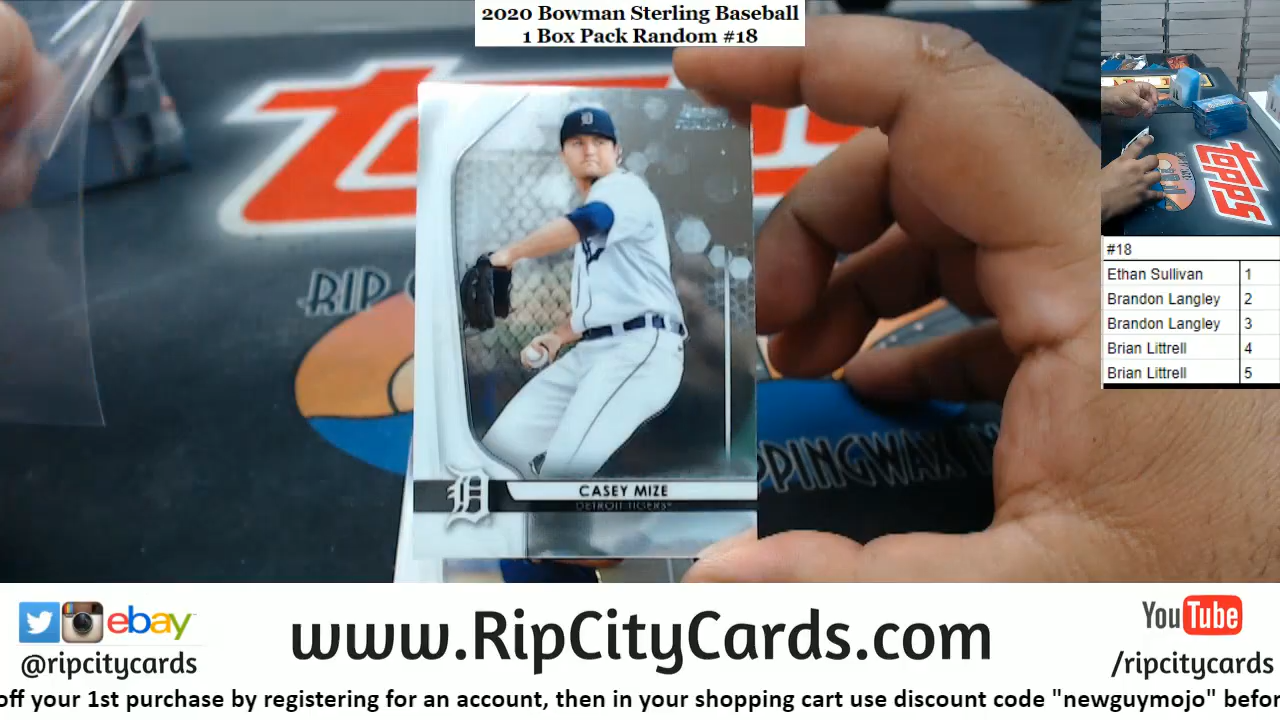 2020 Bowman Sterling Baseball
1 Box Pack Random #18
topps
RIP
CASEY MIZE
DETROIT TIGERS
#18
Ethan Sullivan 1
Brandon Langley 2
Brandon Langley 3
Brian Littrell 4
Brian Littrell 5
ebay
@ripcitycards
www.RipCityCards.com
YouTube
/ripcitycards
off your 1st purchase by registering for an account, then in your shopping cart use discount code "newguymojo" befor